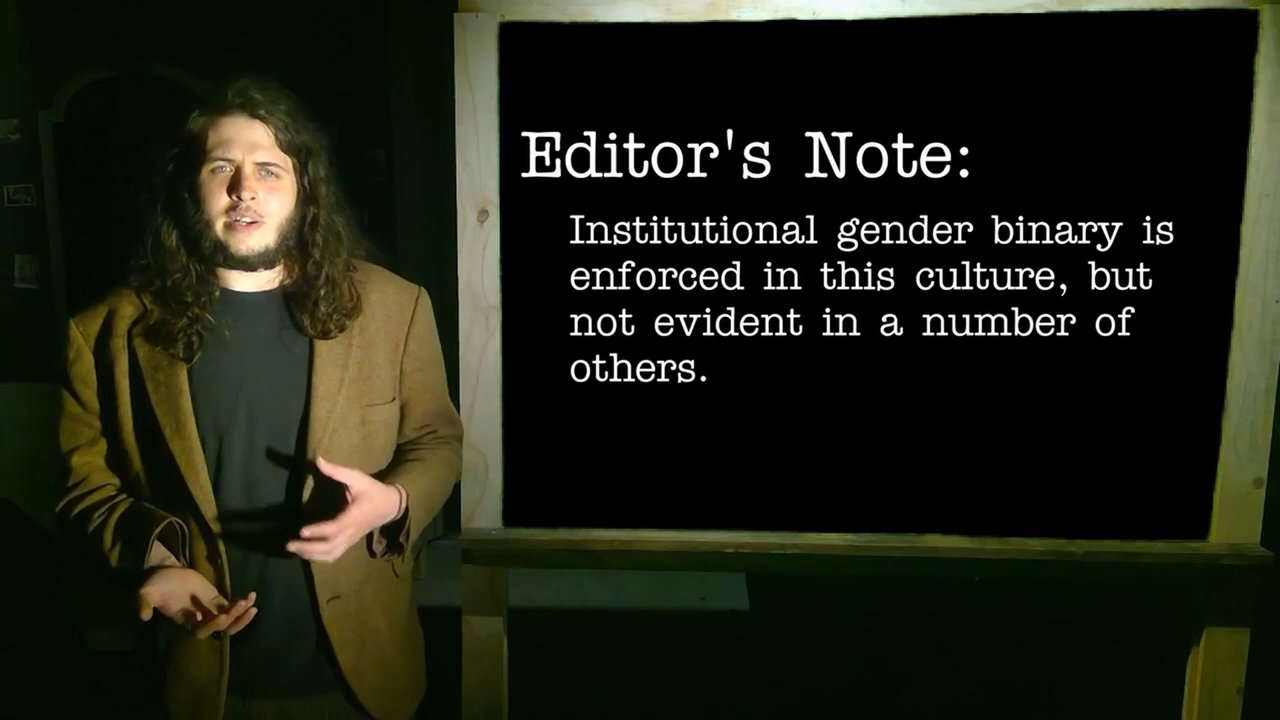 Editor's Note:
Institutional gender binary is
enforced in this culture, but
not evident in a number of
others.